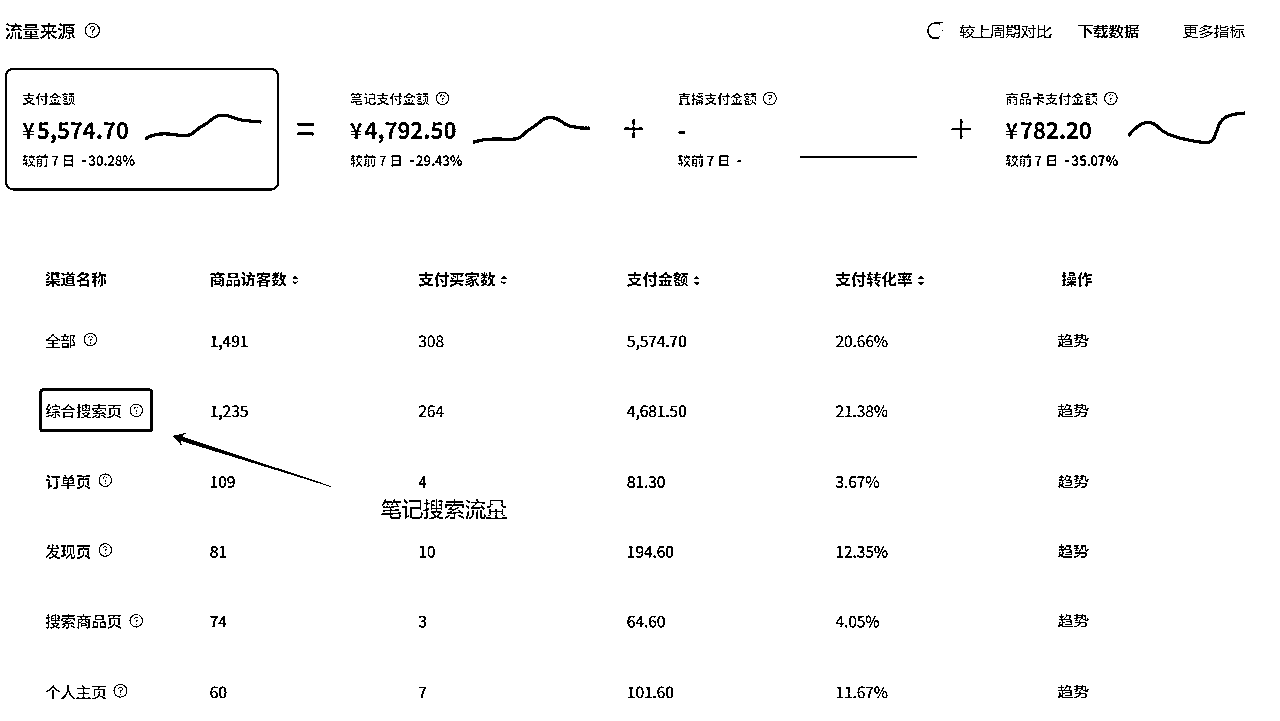 流量来源 ? 较上周期对比 下载数据 更多指标
支付金额 笔记支付金额 ? 直播支付金额 ? 商品卡支付金额 ?
¥5,574.70 = ¥4,792.50 + - + ¥782.20
较前7日 -30.28% 较前7日 -29.43% 较前7日 - 较前7日 -35.07%
渠道名称 商品访客数 支付买家数 支付金额 支付转化率 操作
全部 ? 1,491 308 5,574.70 20.66% 趋势
综合搜索页 ? 1,235 264 4,681.50 21.38% 趋势
订单页 ? 109 4 81.30 3.67% 趋势
笔记搜索流量
发现页 ? 81 10 194.60 12.35% 趋势
搜索商品页 ? 74 3 64.60 4.05% 趋势
个人主页 ? 60 7 101.60 11.67% 趋势